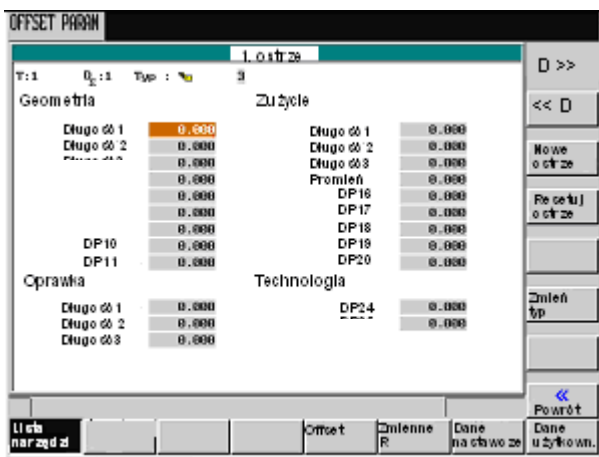 OFFSET PARAM
1. ostrze
T:1 D:1 Typ : 3
Geometria Zużycie
Długość 1 0.000 Długość 1 0.000
Długość 2 0.000 Długość 2 0.000
0.000 Długość 3 0.000
0.000 Promień 0.000
0.000 DP16 0.000
0.000 DP17 0.000
0.000 DP18 0.000
DP10 0.000 DP19 0.000
DP11 0.000 DP20 0.000
Oprawka Technologia
Długość 1 0.000 DP24 0.000
Długość 2 0.000 0.000
Długość 3 0.000
D >>
<< D
Nowe
ostrze
Resetuj
ostrze
Zmień
typ
«
Powrót
Lista
narzędzi
Offset
Zmienne
R
Dane
nastawcze
Dane
użytkown.